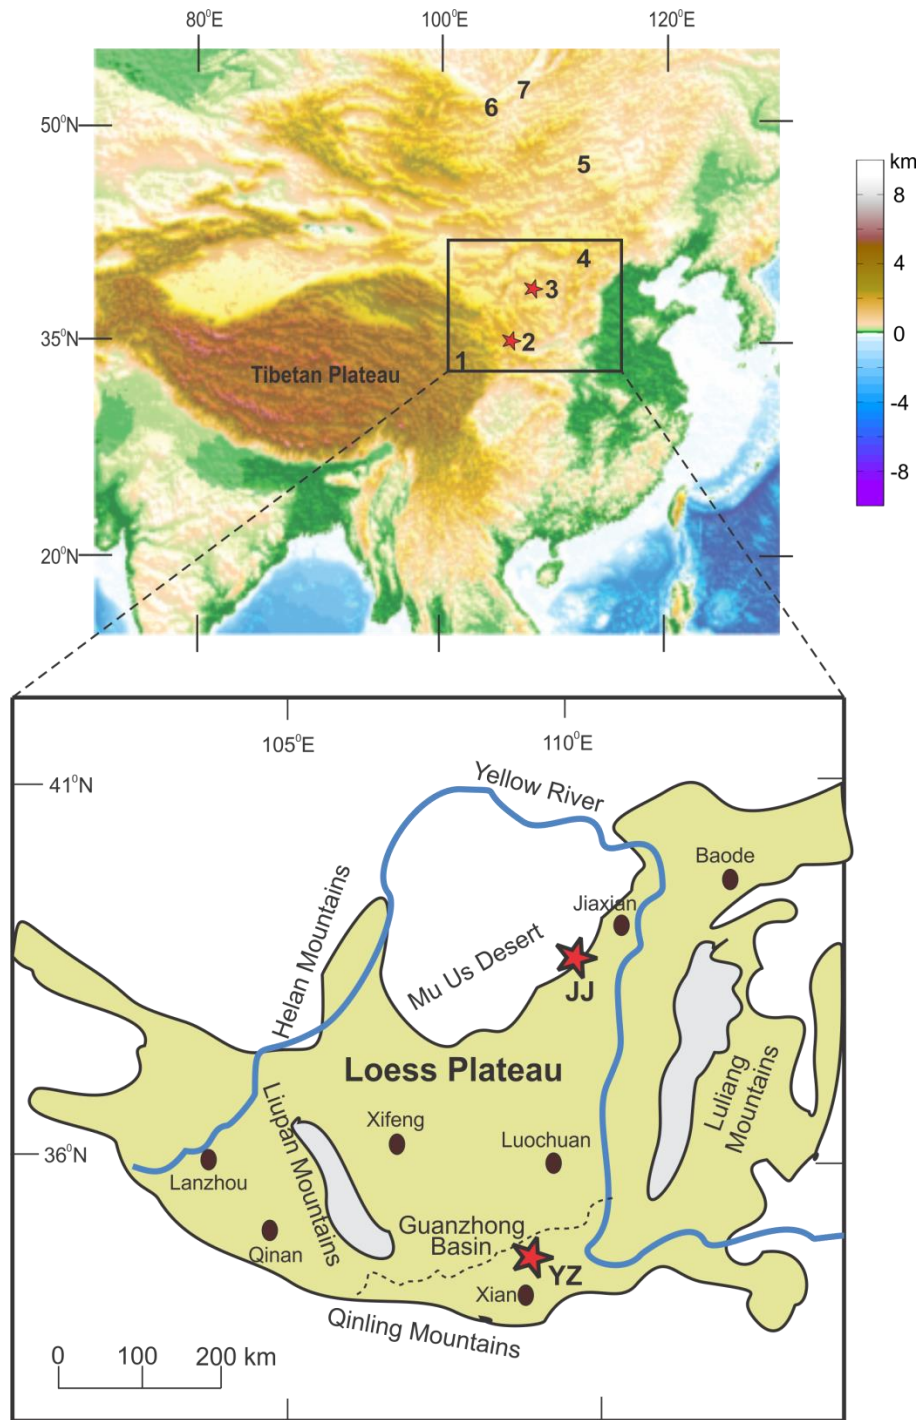 80⁰E
100⁰E
120⁰E
50⁰N
35⁰N
20⁰N
7
6
5
4
3
2
1
Tibetan Plateau
km
8
4
0
-4
-8
105⁰E
110⁰E
41⁰N
36⁰N
Yellow River
Baode
Jiaxian
Helan Mountains
Mu Us Desert
JJ
Loess Plateau
Luliang
Mountains
Liupan Mountains
Xifeng
Luochuan
Lanzhou
Guanzhong
Basin
Qinan
YZ
Xian
Qinling Mountains
0 100 200 km